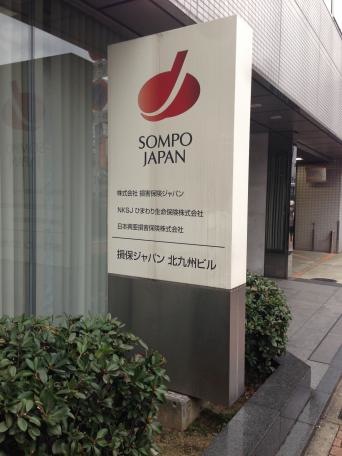 SOMPO
JAPAN
株式会社 損害保険ジャパン
NKSJ ひまわり生命保険株式会社
日本興亜損害保険株式会社
損保ジャパン 北九州ビル